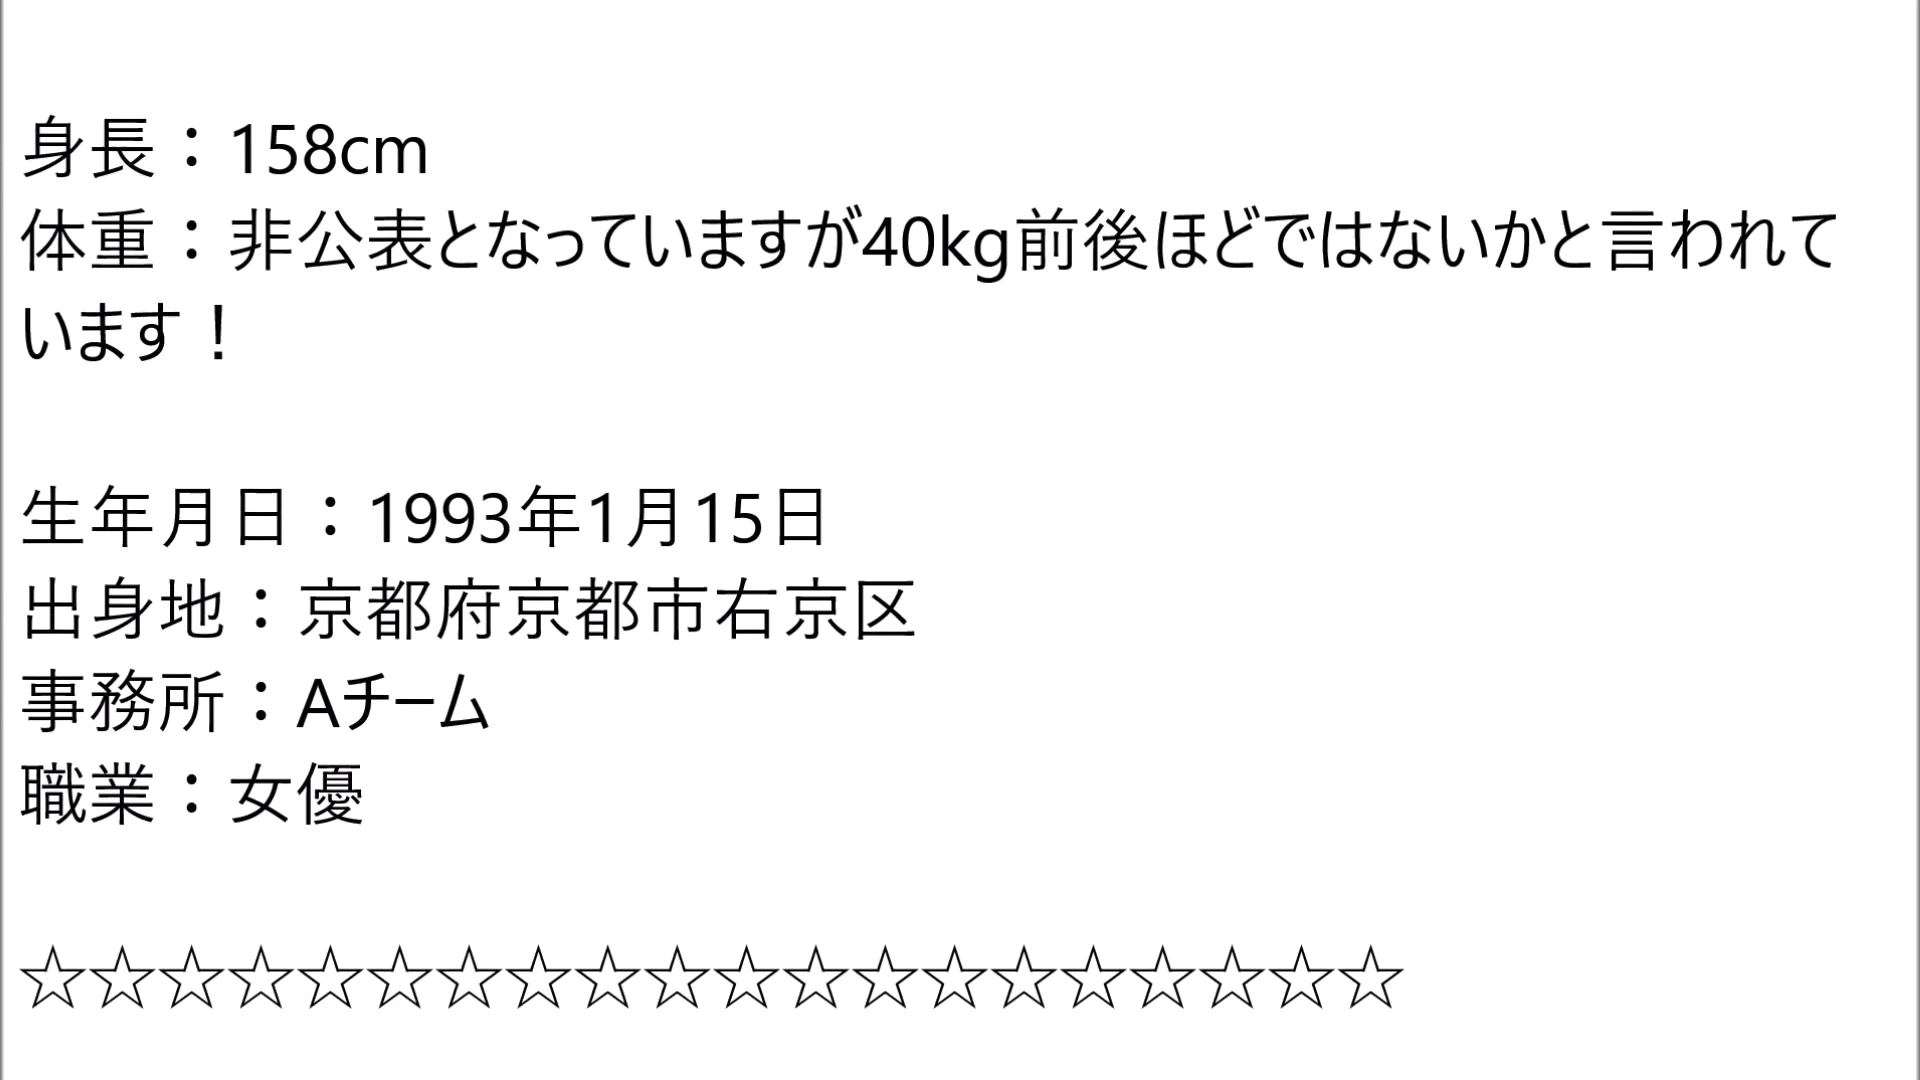 身長：158cm
体重：非公表となっていますが40kg前後ほどではないかと言われて
います！
生年月日：1993年1月15日
出身地：京都府京都市右京区
事務所：Aチーム
職業：女優
☆☆☆☆☆☆☆☆☆☆☆☆☆☆☆☆☆☆☆☆